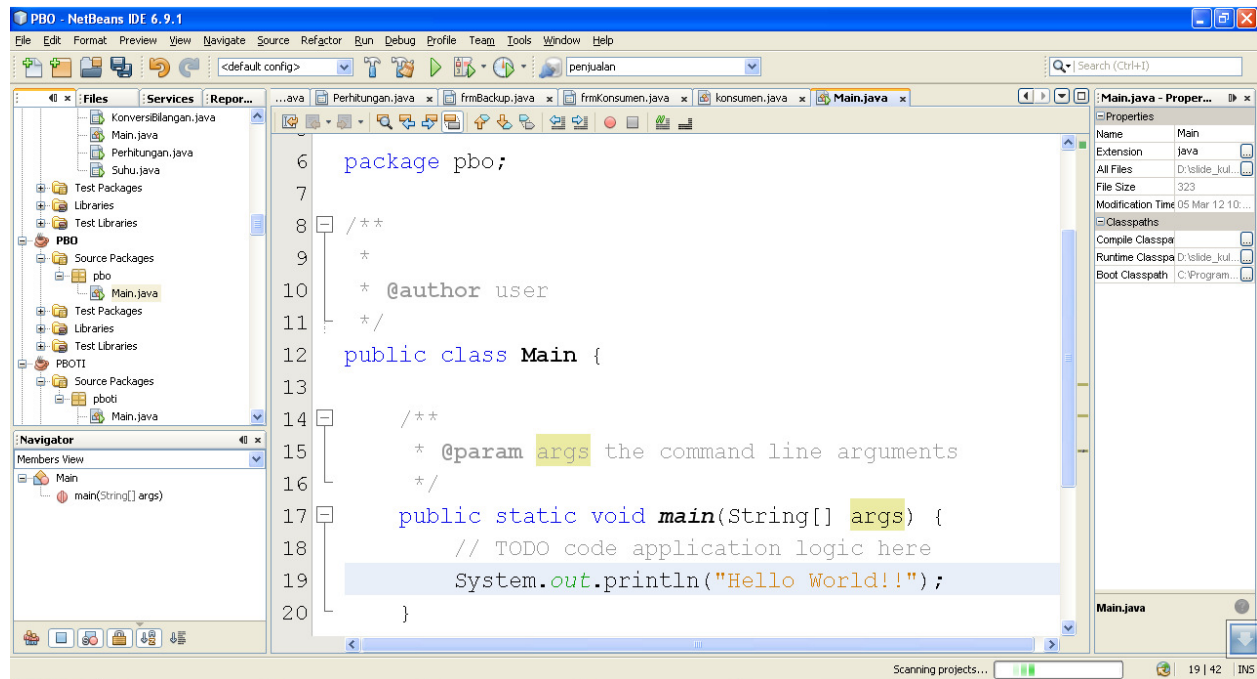 PBO - NetBeans IDE 6.9.1
File Edit Format Preview View Navigate Source Refactor Run Debug Profile Team Tools Window Help
<default config>
penjualan
Search (Ctrl+I)
Files Services Repor...
KonversiBilangan.java
Main.java
Perhitungan.java
Suhu.java
Test Packages
Libraries
Test Libraries
PBO
Source Packages
pbo
Main.java
Test Packages
Libraries
Test Libraries
PBOTI
Source Packages
pboti
Main.java
Navigator
Members View
Main
main(String[] args)
...ava Perhitungan.java x frmBackup.java x frmKonsumen.java x konsumen.java x Main.java x
6 package pbo;
7
8 /**
9 *
10 * @author user
11 */
12 public class Main {
13
14 /**
15 * @param args the command line arguments
16 */
17 public static void main(String[] args) {
18 // TODO code application logic here
19 System.out.println("Hello World!!");
20 }
Main.java - Proper...
Properties
Name Main
Extension java
All Files D:\slide_kul...
File Size 323
Modification Time 05 Mar 12 10:...
Classpaths
Compile Classpa
Runtime Classpa D:\slide_kul...
Boot Classpath C:\Program...
Main.java
Scanning projects...
19 | 42 INS